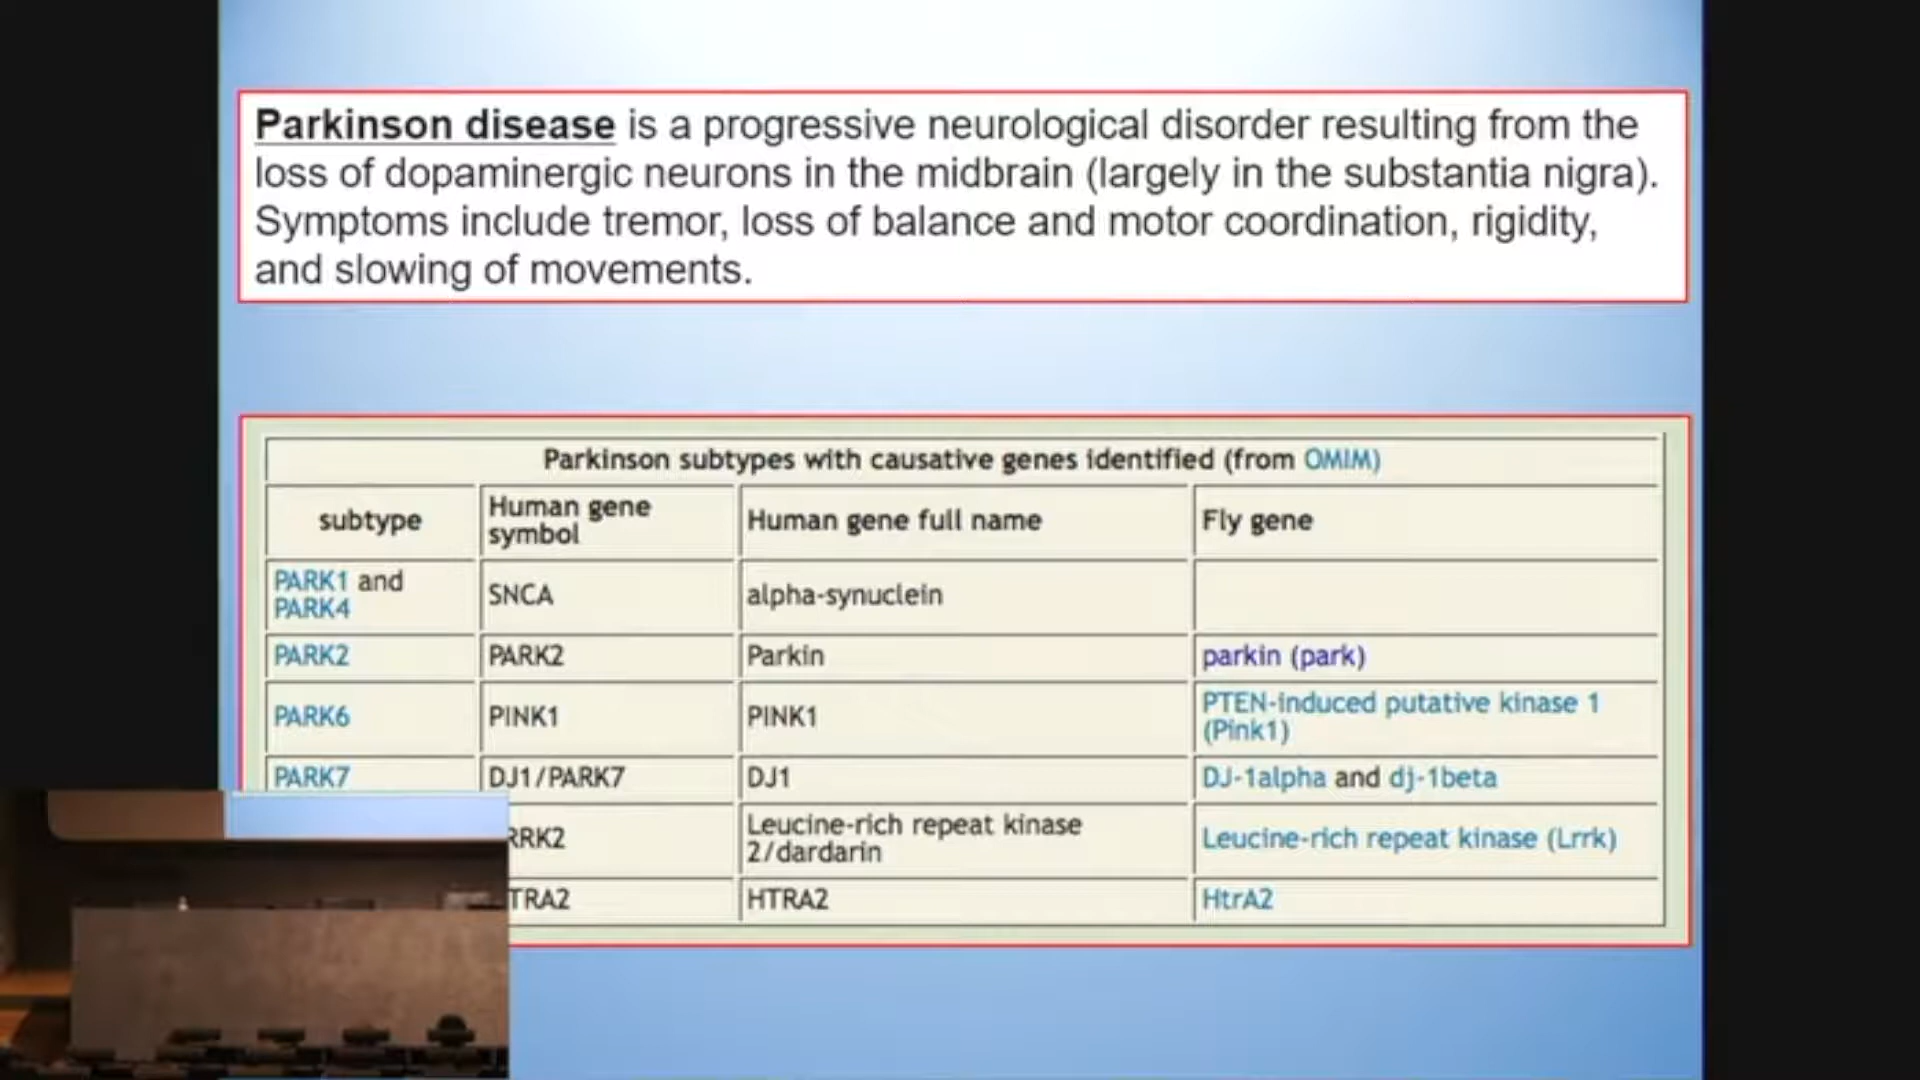 Parkinson disease is a progressive neurological disorder resulting from the
loss of dopaminergic neurons in the midbrain (largely in the substantia nigra).
Symptoms include tremor, loss of balance and motor coordination, rigidity,
and slowing of movements.
Parkinson subtypes with causative genes identified (from OMIM)
subtype
Human gene
symbol
Human gene full name
Fly gene
PARK1 and
PARK4
SNCA
alpha-synuclein
PARK2
PARK2
Parkin
parkin (park)
PARK6
PINK1
PINK1
PTEN-induced putative kinase 1
(Pink1)
PARK7
DJ1/PARK7
DJ1
DJ-1alpha and dj-1beta
RRK2
Leucine-rich repeat kinase
2/dardarin
Leucine-rich repeat kinase (Lrrk)
TRA2
HTRA2
HtrA2